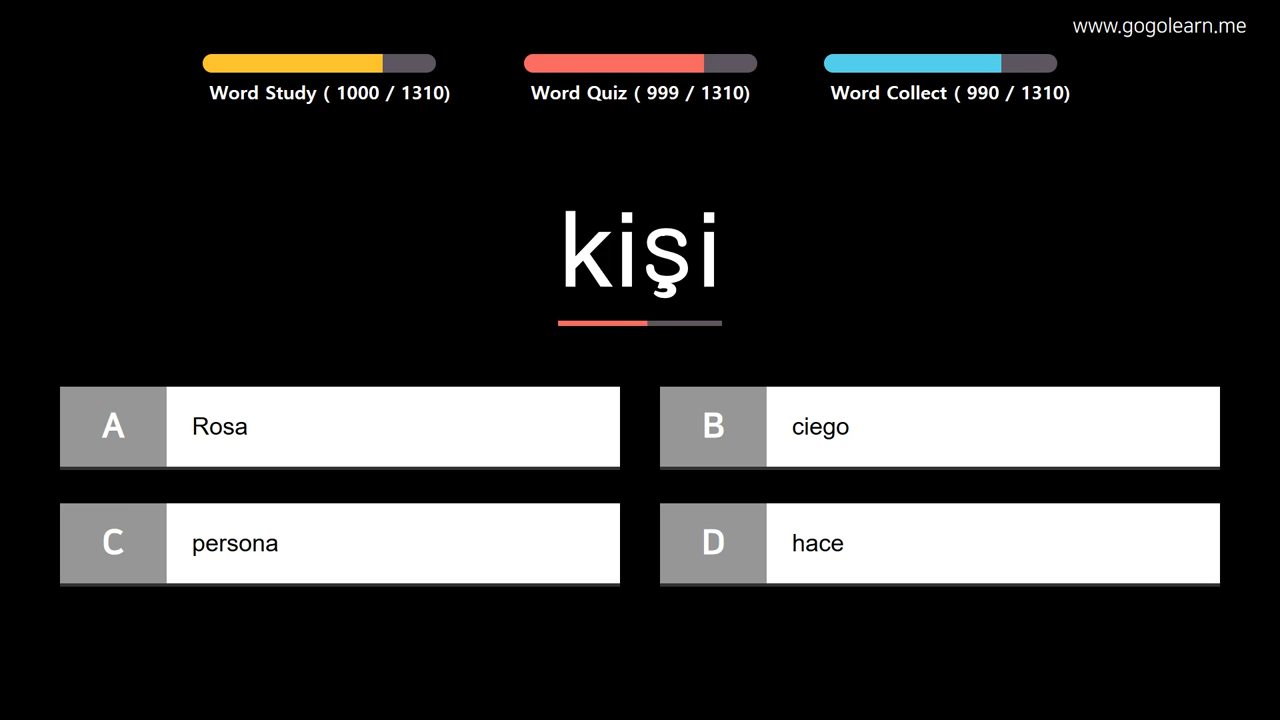 www.gogolearn.me
Word Study ( 1000 / 1310)
Word Quiz ( 999 / 1310)
Word Collect ( 990 / 1310)
kişi
A Rosa
B ciego
C persona
D hace